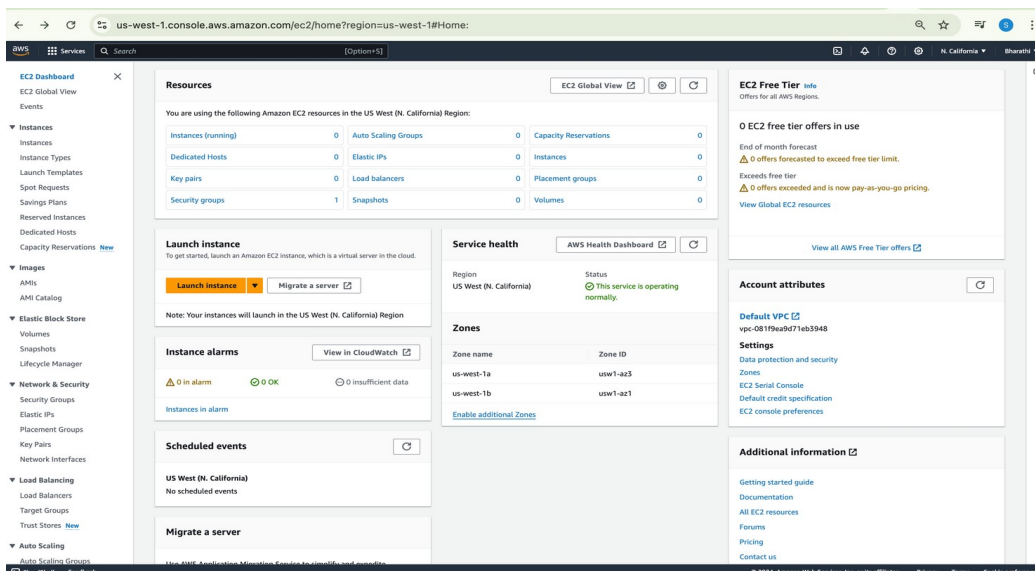 us-west-1.console.aws.amazon.com/ec2/home?region=us-west-1#Home:
S
aws
Services
Search
[Option+S]
N. California
Bharathi
EC2 Dashboard
EC2 Global View
Events
Instances
Instances
Instance Types
Launch Templates
Spot Requests
Savings Plans
Reserved Instances
Dedicated Hosts
Capacity Reservations New
Images
AMIs
AMI Catalog
Elastic Block Store
Volumes
Snapshots
Lifecycle Manager
Network & Security
Security Groups
Elastic IPs
Placement Groups
Key Pairs
Network Interfaces
Load Balancing
Load Balancers
Target Groups
Trust Stores New
Auto Scaling
Auto Scaling Groups
Resources
EC2 Global View
You are using the following Amazon EC2 resources in the US West (N. California) Region:
Instances (running) 0 Auto Scaling Groups 0 Capacity Reservations 0
Dedicated Hosts 0 Elastic IPs 0 Instances 0
Key pairs 0 Load balancers 0 Placement groups 0
Security groups 1 Snapshots 0 Volumes 0
Launch instance
To get started, launch an Amazon EC2 instance, which is a virtual server in the cloud.
Launch instance
Migrate a server
Note: Your instances will launch in the US West (N. California) Region
Instance alarms
View in CloudWatch
0 in alarm 0 OK 0 insufficient data
Instances in alarm
Scheduled events
US West (N. California)
No scheduled events
Migrate a server
Use AWS Application Migration Service to simplify and expedite
Service health
AWS Health Dashboard
Region Status
US West (N. California) This service is operating
normally.
Zones
Zone name Zone ID
us-west-1a usw1-az3
us-west-1b usw1-az1
Enable additional Zones
EC2 Free Tier Info
Offers for all AWS Regions.
0 EC2 free tier offers in use
End of month forecast
0 offers forecasted to exceed free tier limit.
Exceeds free tier
0 offers exceeded and is now pay-as-you-go pricing.
View Global EC2 resources
View all AWS Free Tier offers
Account attributes
Default VPC
vpc-081f9ea9d71eb3948
Settings
Data protection and security
Zones
EC2 Serial Console
Default credit specification
EC2 console preferences
Additional information
Getting started guide
Documentation
All EC2 resources
Forums
Pricing
Contact us